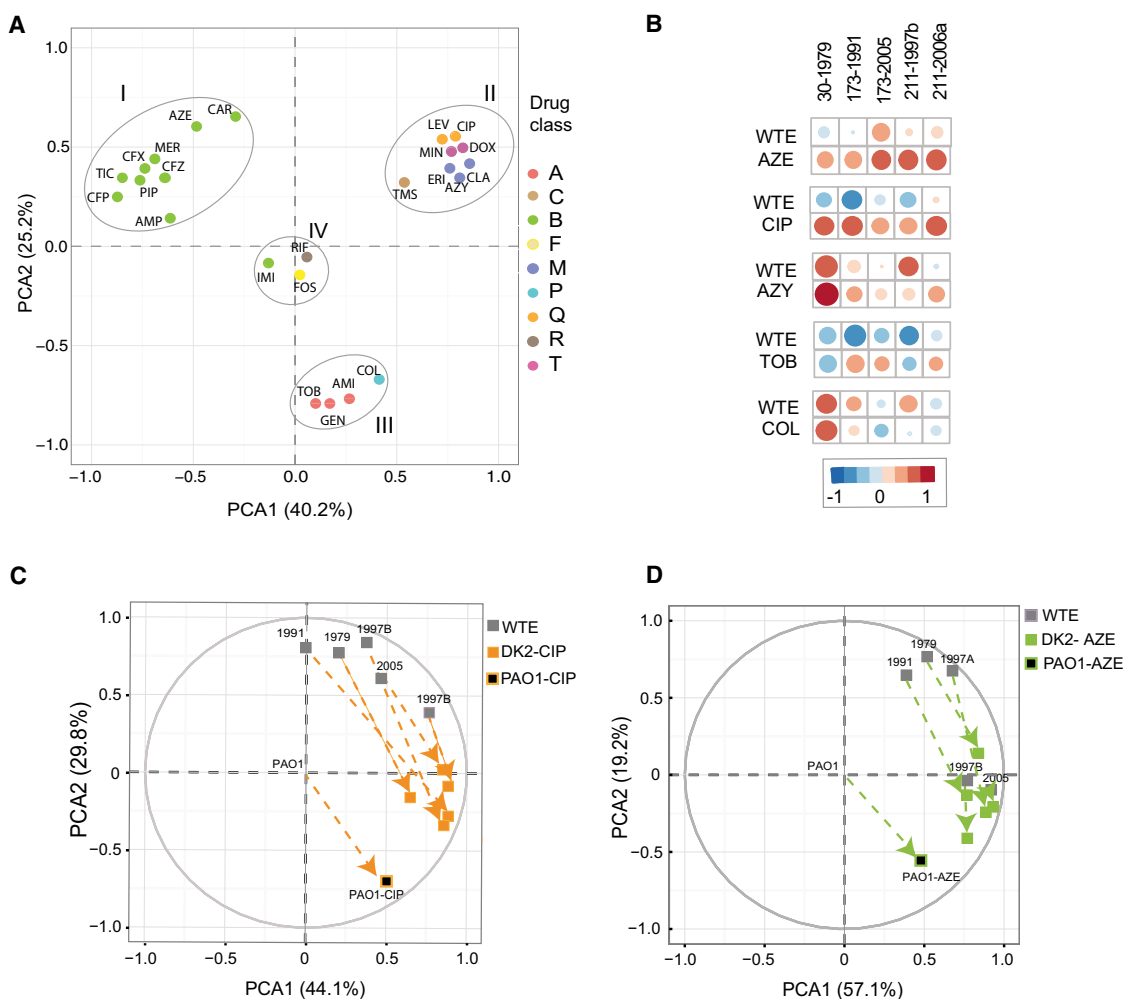 A
1.0
0.5
0.0
−0.5
−1.0
−1.0
−0.5
0.0
0.5
1.0
PCA2 (25.2%)
PCA1 (40.2%)
I
AZE
CAR
MER
CFX
CFZ
TIC
PIP
CFP
AMP
II
LEV
CIP
MIN
DOX
ERI
CLA
AZY
TMS
IV
RIF
IMI
FOS
COL
AMI
TOB
GEN
III
Drug
class
A
C
B
F
M
P
Q
R
T
B
30-1979
173-1991
173-2005
211-1997b
211-2006a
WTE
AZE
WTE
CIP
WTE
AZY
WTE
TOB
WTE
COL
-1 0 1
C
1.0
0.5
0
−0.5
−1.0
−1.0
−0.5
0
0.5
1.0
PCA2 (29.8%)
PCA1 (44.1%)
1991
1979
1997B
2005
1997B
PAO1
PAO1-CIP
WTE
DK2-CIP
PAO1-CIP
D
1.0
0.5
0
−0.5
−1.0
−1.0
−0.5
0
0.5
1.0
PCA2 (19.2%)
PCA1 (57.1%)
1979
1991
1997A
PAO1
1997B
2005
PAO1-AZE
WTE
DK2- AZE
PAO1-AZE